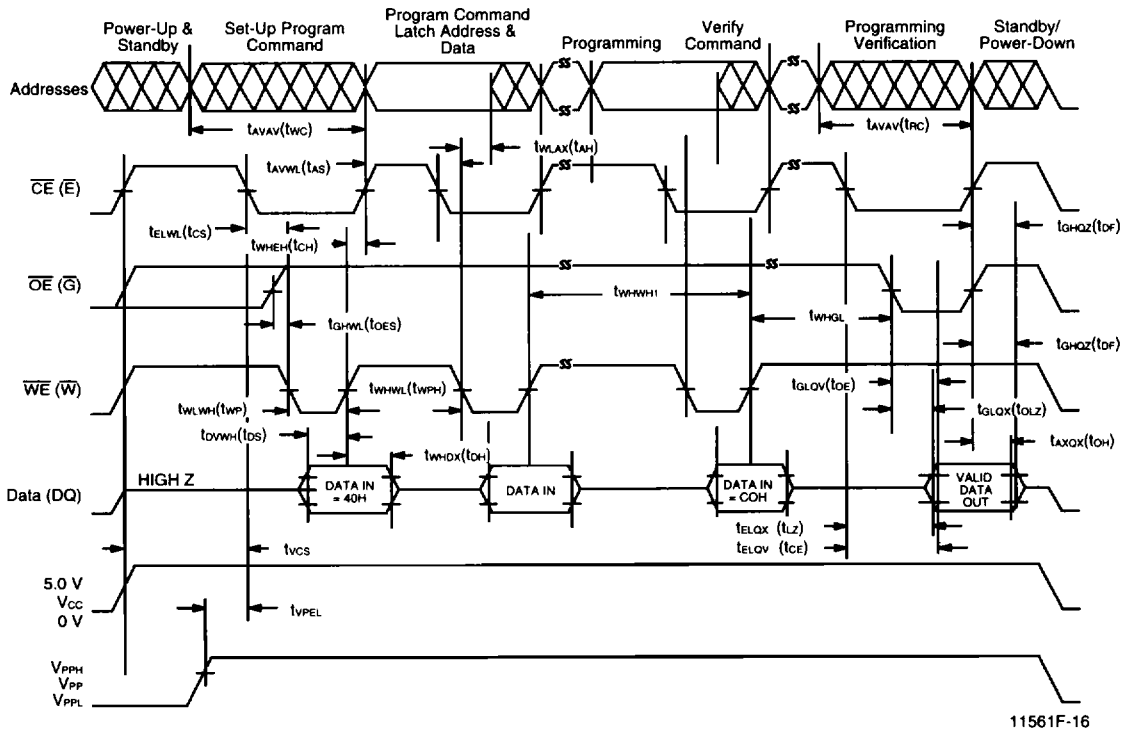 Power-Up &
Standby
Set-Up Program
Command
Program Command
Latch Address &
Data
Programming
Verify
Command
Programming
Verification
Standby/
Power-Down
Addresses
tAVAV(tWC)
tWLAX(tAH)
tAVAV(tRC)
tAVWL(tAS)
CE (E)
tELWL(tCS)
tWHEH(tCH)
tGHQZ(tDF)
OE (G)
tWHWH1
tWHGL
tGHWL(tOES)
tGHQZ(tDF)
WE (W)
tWHWL(tWPH)
tGLQV(tOE)
tWLWH(tWP)
tGLQX(tOLZ)
tDVWH(tDS)
tWHDX(tDH)
tAXQX(tOH)
Data (DQ)
HIGH Z
DATA IN
= 40H
DATA IN
DATA IN
= COH
VALID
DATA
OUT
tELQX (tLZ)
tELQV (tCE)
tVCS
5.0 V
VCC
0 V
tVPEL
VPPH
VPP
VPPL
11561F-16